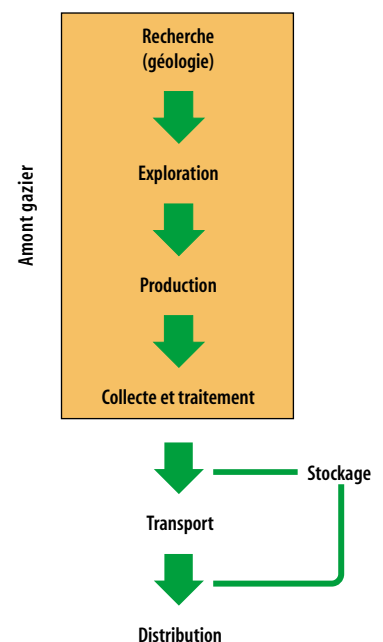 Recherche
(géologie)
Amont gazier
Exploration
Production
Collecte et traitement
Stockage
Transport
Distribution